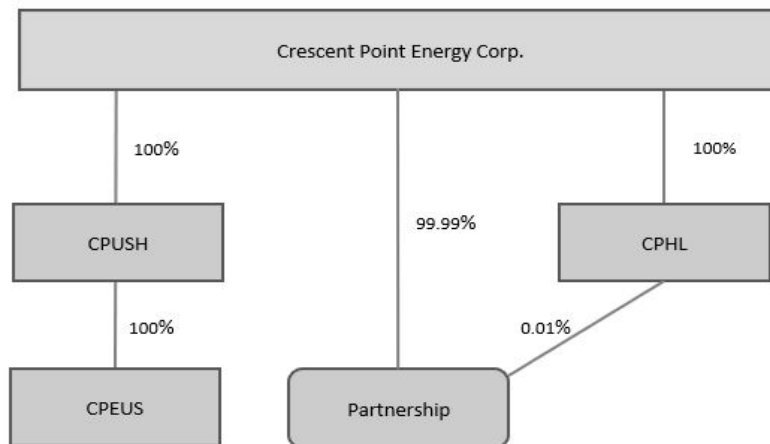 Crescent Point Energy Corp.
100%
100%
CPUSH
99.99%
CPHL
100%
0.01%
CPEUS
Partnership